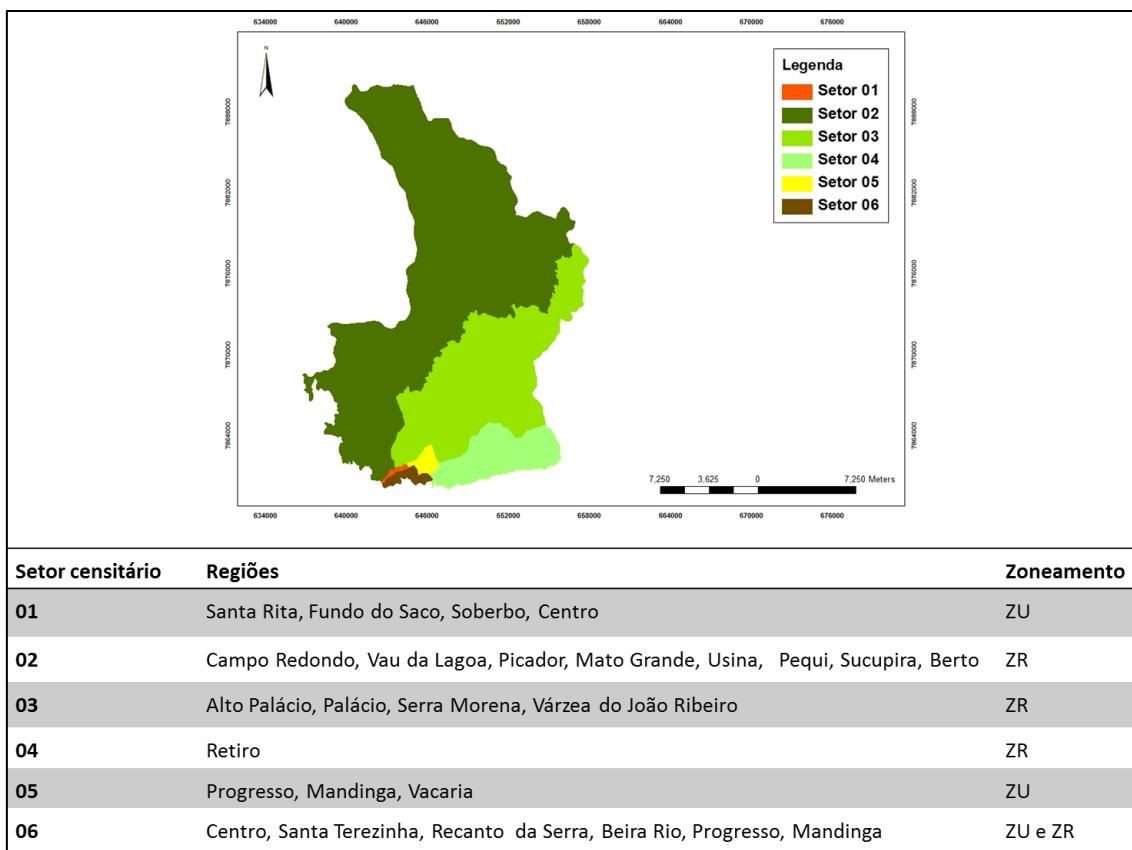 634000 640000 646000 652000 658000 664000 670000 676000
N
Legenda
Setor 01
Setor 02
Setor 03
Setor 04
Setor 05
Setor 06
7888000 7888000
7882000 7882000
7876000 7876000
7870000 7870000
7864000 7864000
7,250 3,625 0 7,250 Meters
634000 640000 646000 652000 658000 664000 670000 676000
Setor censitário Regiões Zoneamento
01 Santa Rita, Fundo do Saco, Soberbo, Centro ZU
02 Campo Redondo, Vau da Lagoa, Picador, Mato Grande, Usina, Pequi, Sucupira, Berto ZR
03 Alto Palácio, Palácio, Serra Morena, Várzea do João Ribeiro ZR
04 Retiro ZR
05 Progresso, Mandinga, Vacaria ZU
06 Centro, Santa Terezinha, Recanto da Serra, Beira Rio, Progresso, Mandinga ZU e ZR